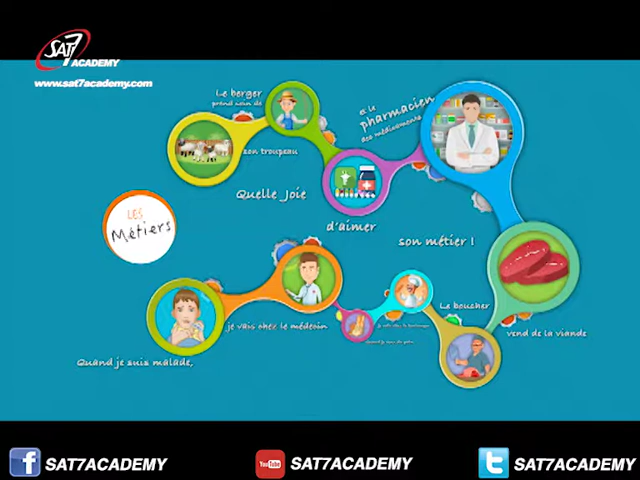 SAT7
ACADEMY
www.sat7academy.com
Le berger
prend soin de
son troupeau
et le
pharmacien
des médicaments
Quelle Joie
d'aimer
son métier !
LES
Métiers
Quand je suis malade,
je vais chez le médecin
Le boucher
vend de la viande
SAT7ACADEMY
You Tube
SAT7ACADEMY
SAT7ACADEMY